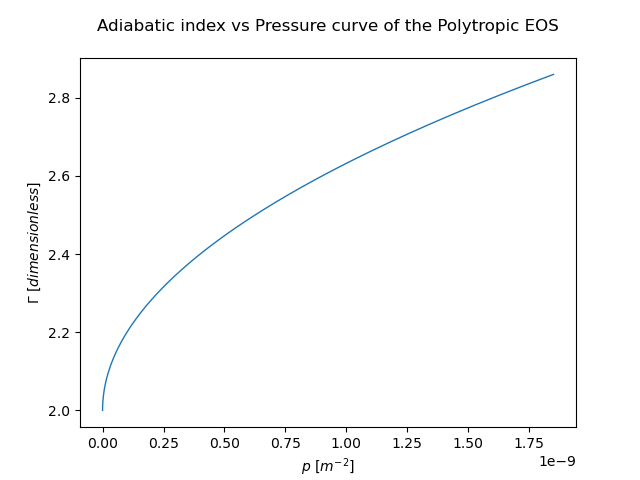 Adiabatic index vs Pressure curve of the Polytropic EOS
2.8
2.6
2.4
2.2
2.0
Γ [dimensionless]
0.00 0.25 0.50 0.75 1.00 1.25 1.50 1.75
1e−9
p [m⁻²]